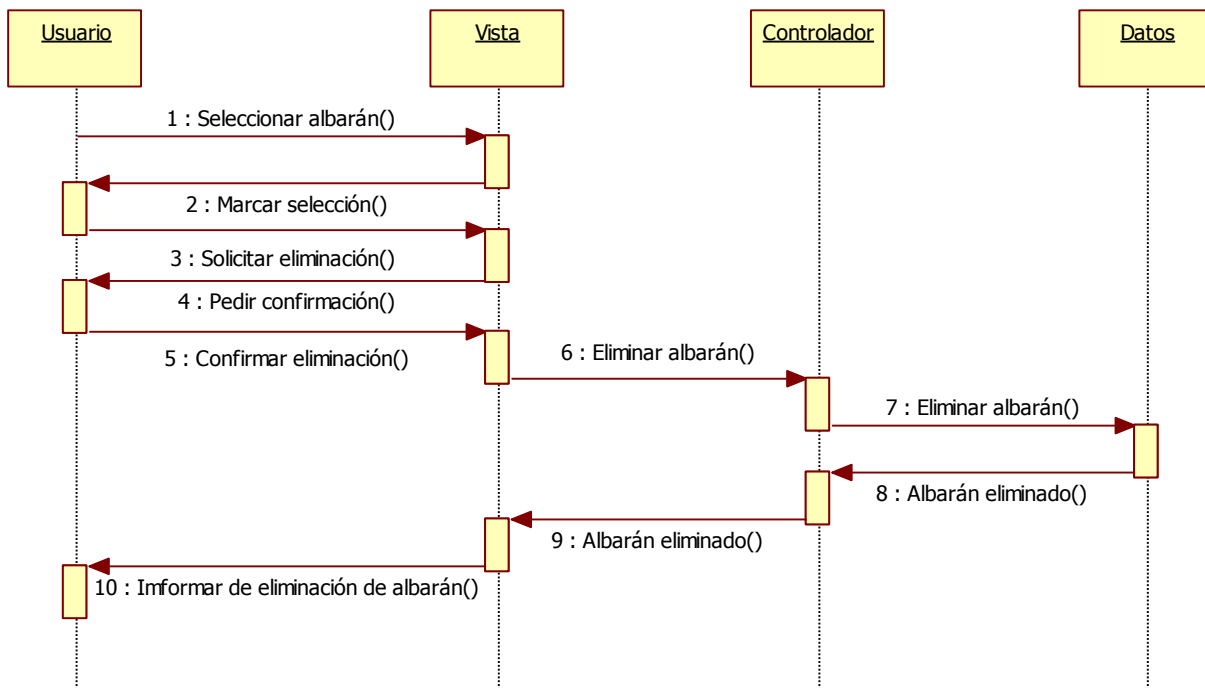 Usuario
Vista
Controlador
Datos
1 : Seleccionar albarán()
2 : Marcar selección()
3 : Solicitar eliminación()
4 : Pedir confirmación()
5 : Confirmar eliminación()
6 : Eliminar albarán()
7 : Eliminar albarán()
8 : Albarán eliminado()
9 : Albarán eliminado()
10 : Imformar de eliminación de albarán()